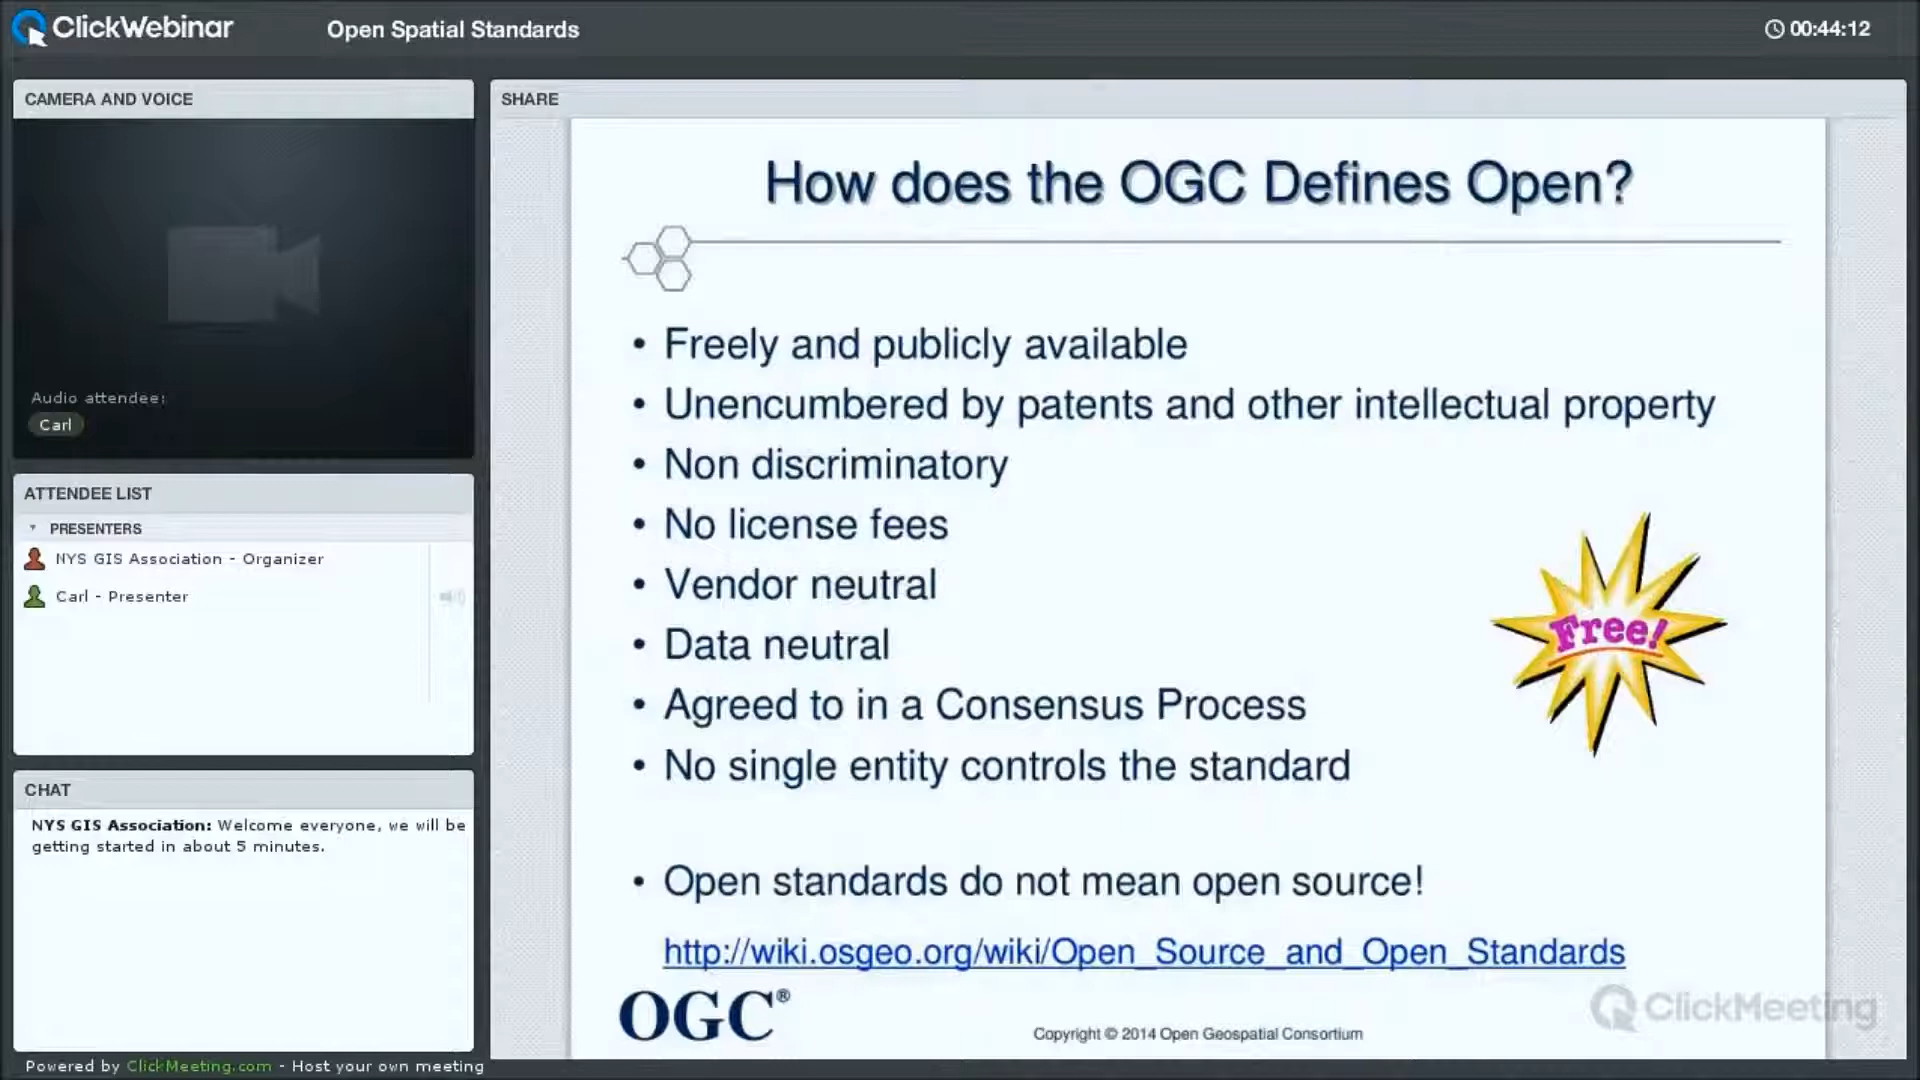 ClickWebinar
Open Spatial Standards
00:44:12
CAMERA AND VOICE
Audio attendee:
Carl
ATTENDEE LIST
PRESENTERS
NYS GIS Association - Organizer
Carl - Presenter
CHAT
NYS GIS Association: Welcome everyone, we will be
getting started in about 5 minutes.
Powered by ClickMeeting.com - Host your own meeting
SHARE
How does the OGC Defines Open?
• Freely and publicly available
• Unencumbered by patents and other intellectual property
• Non discriminatory
• No license fees
• Vendor neutral
• Data neutral
• Agreed to in a Consensus Process
• No single entity controls the standard
Free!
• Open standards do not mean open source!
http://wiki.osgeo.org/wiki/Open_Source_and_Open_Standards
OGC®
Copyright © 2014 Open Geospatial Consortium
ClickMeeting